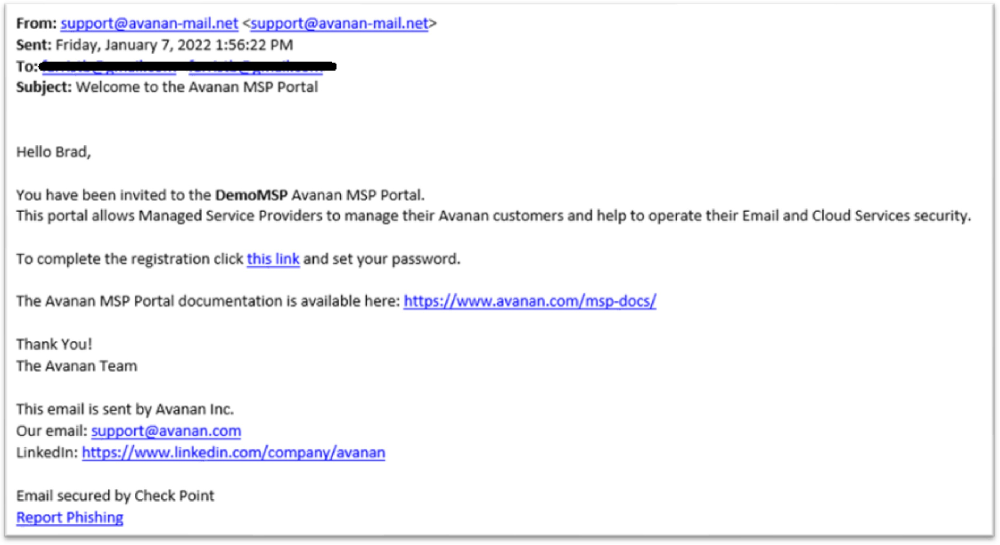 From: support@avanan-mail.net <support@avanan-mail.net>
Sent: Friday, January 7, 2022 1:56:22 PM
To:
Subject: Welcome to the Avanan MSP Portal
Hello Brad,
You have been invited to the DemoMSP Avanan MSP Portal.
This portal allows Managed Service Providers to manage their Avanan customers and help to operate their Email and Cloud Services security.
To complete the registration click this link and set your password.
The Avanan MSP Portal documentation is available here: https://www.avanan.com/msp-docs/
Thank You!
The Avanan Team
This email is sent by Avanan Inc.
Our email: support@avanan.com
LinkedIn: https://www.linkedin.com/company/avanan
Email secured by Check Point
Report Phishing